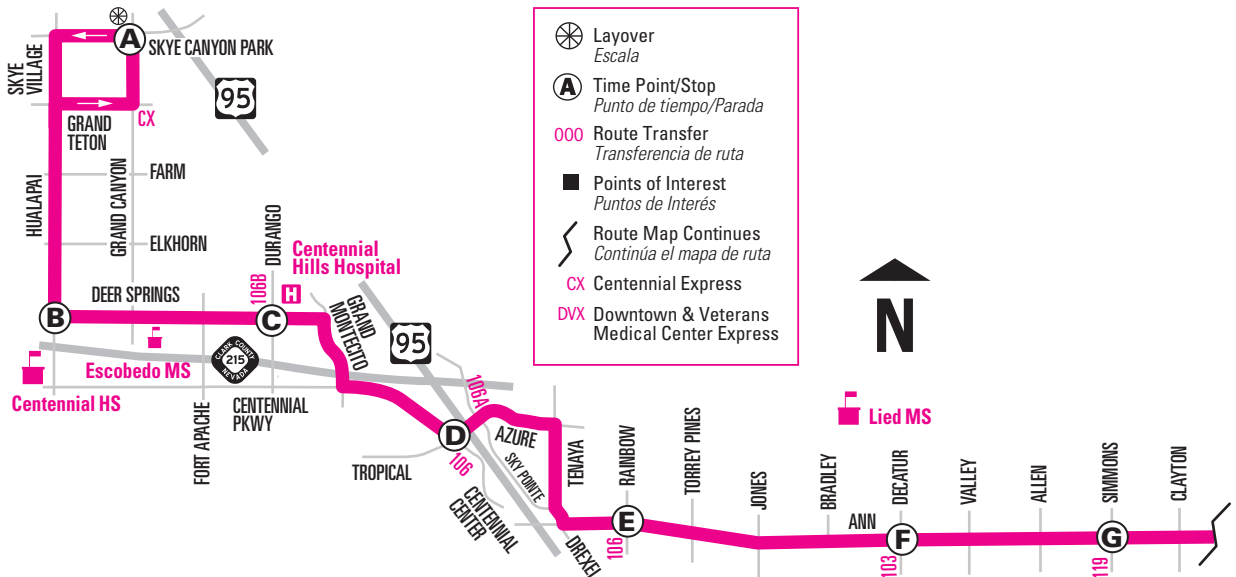 A
SKYE CANYON PARK
SKYE
VILLAGE
95
CX
GRAND
TETON
HUALAPAI
GRAND CANYON
FARM
ELKHORN
DURANGO
106B
H
Centennial
Hills Hospital
DEER SPRINGS
B
C
GRAND
MONTECITO
95
CLARK COUNTY
215
NEVADA
Escobedo MS
Centennial HS
FORT APACHE
CENTENNIAL
PKWY
106A
D
106
AZURE
SKY POINTE
TROPICAL
CENTENNIAL
CENTER
TENAYA
DREXEL
RAINBOW
E
106
TORREY PINES
JONES
BRADLEY
ANN
DECATUR
F
103
VALLEY
ALLEN
SIMMONS
G
119
CLAYTON
Lied MS
N
Layover
Escala
A
Time Point/Stop
Punto de tiempo/Parada
000
Route Transfer
Transferencia de ruta
Points of Interest
Puntos de Interés
Route Map Continues
Continúa el mapa de ruta
CX Centennial Express
DVX Downtown & Veterans
Medical Center Express